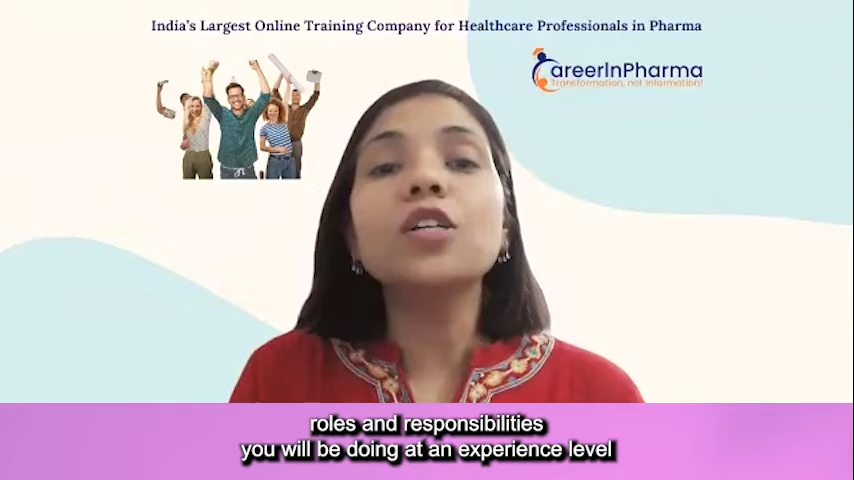 India's Largest Online Training Company for Healthcare Professionals in Pharma
CareerInPharma
Transformation, not Information!
roles and responsibilities
you will be doing at an experience level